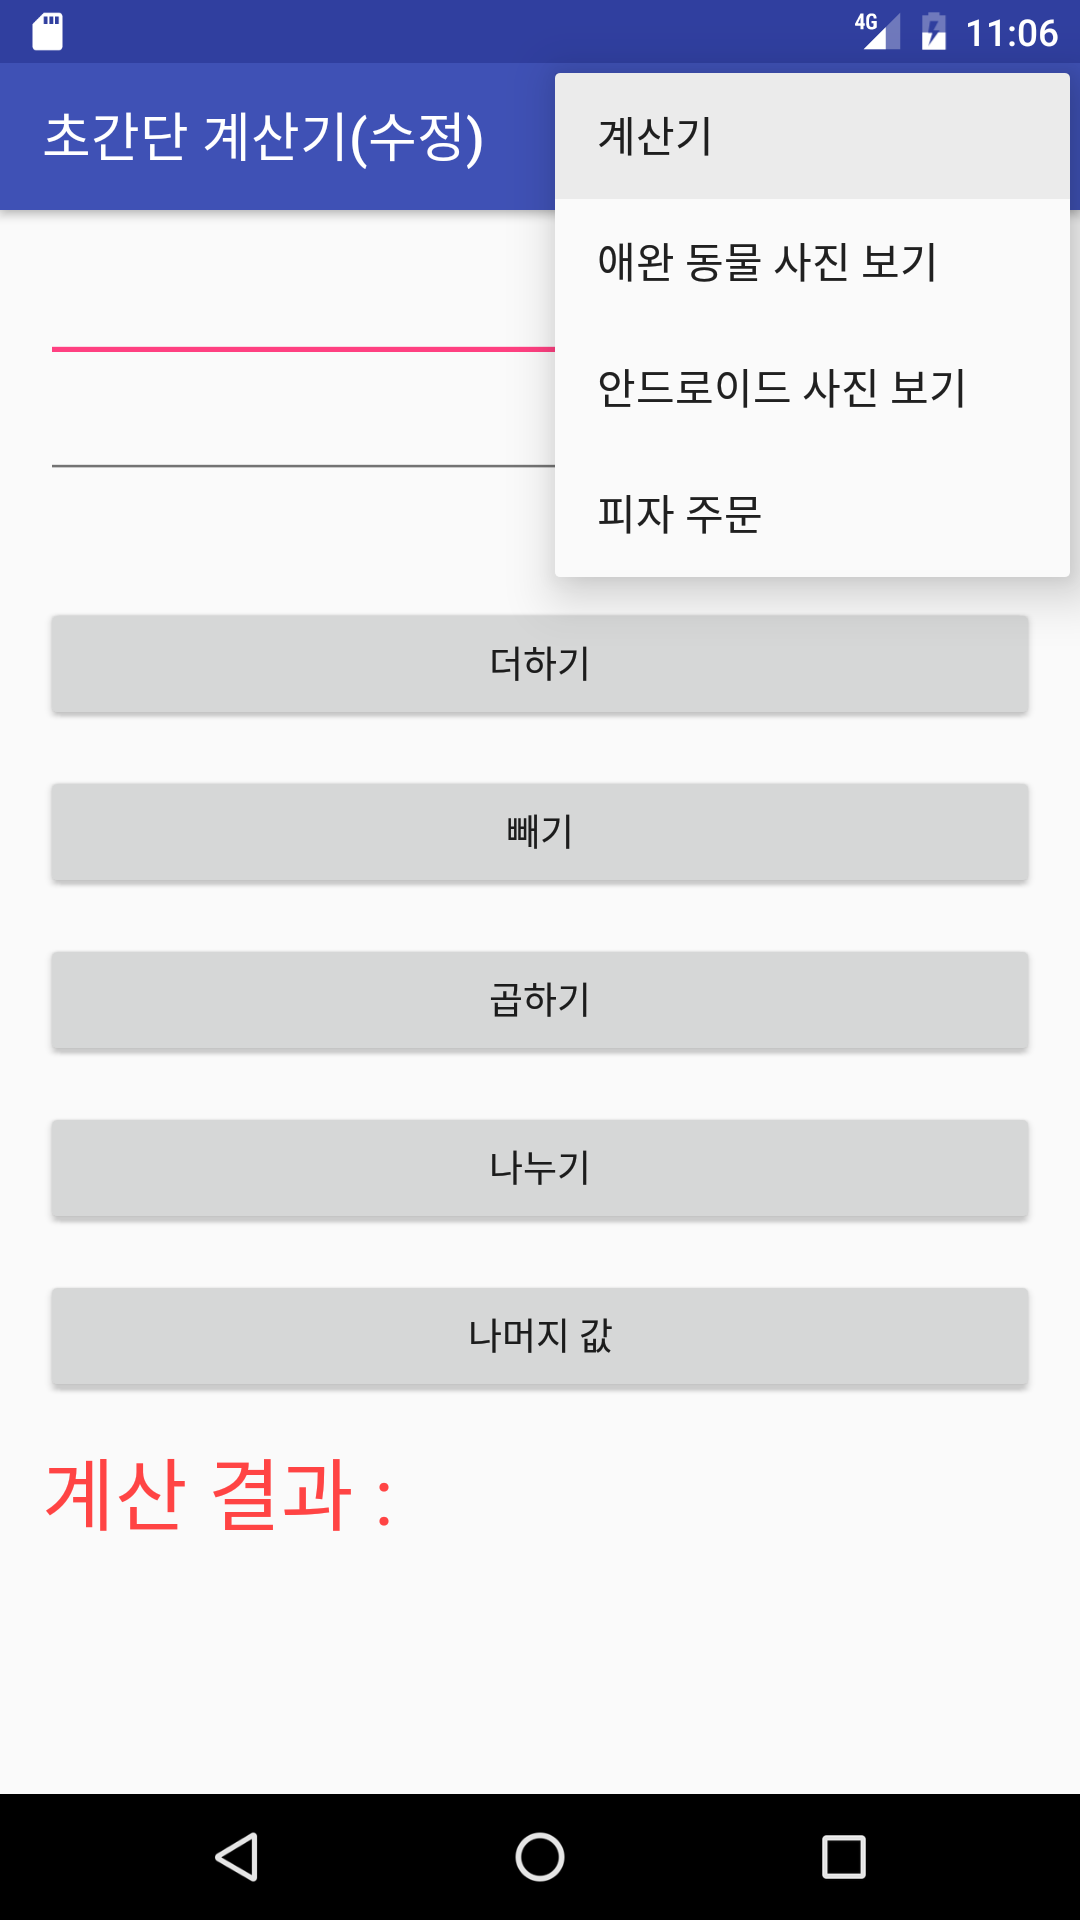 4G 11:06
초간단 계산기(수정)
계산기
애완 동물 사진 보기
안드로이드 사진 보기
피자 주문
더하기
빼기
곱하기
나누기
나머지 값
계산 결과 :